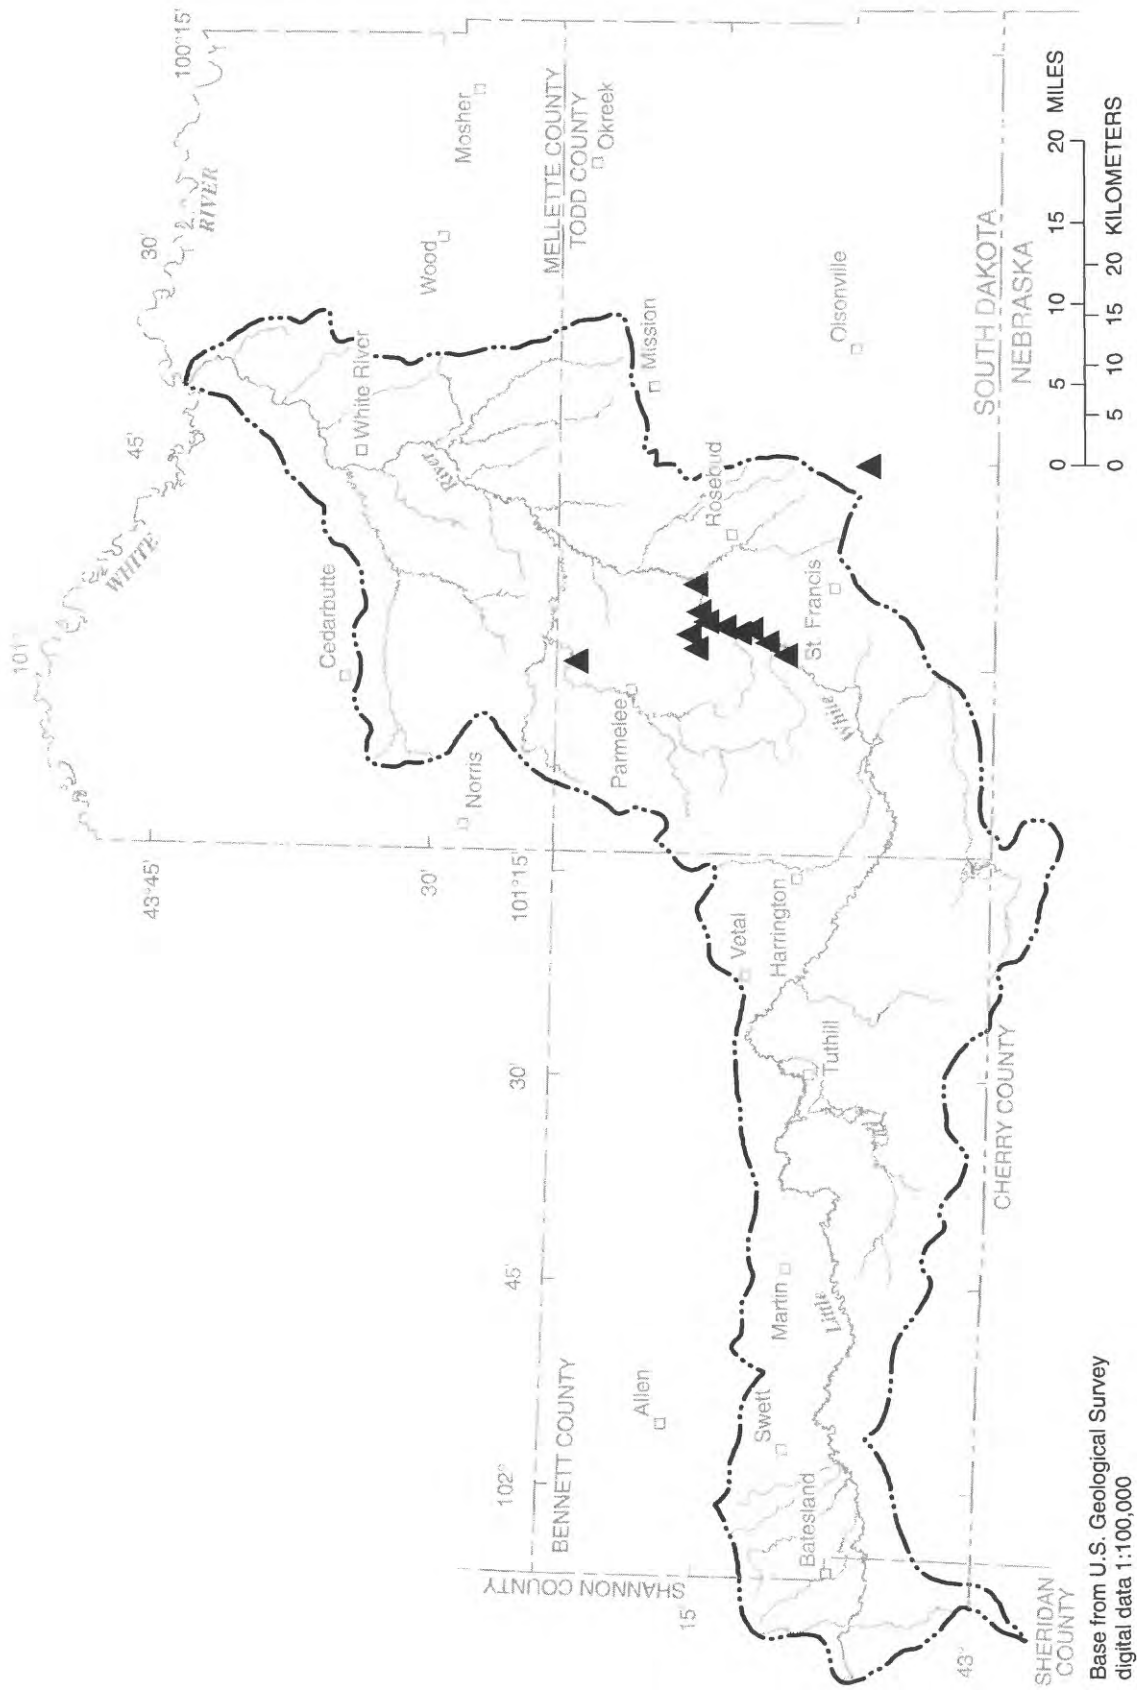 43°45'
101°
WHITE
45'
30'
RIVER
100°15'
Cedarbutte
White River
Wood
Mosher
30'
Norris
River
101°15'
MELLETTE COUNTY
TODD COUNTY
Okreek
Parmelee
Mission
Rosebud
St. Francis
Olsonville
White
102°
45'
30'
BENNETT COUNTY
SHANNON COUNTY
Allen
15
Vetal
Harrington
Tuthill
Swett
Martin
Batesland
Little
43°
CHERRY COUNTY
SHERIDAN
COUNTY
SOUTH DAKOTA
NEBRASKA
0 5 10 15 20 MILES
0 5 10 15 20 KILOMETERS
Base from U.S. Geological Survey
digital data 1:100,000